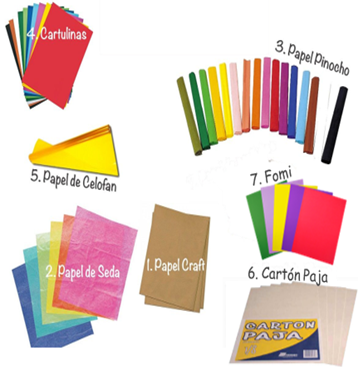 4. Cartulinas
3. Papel Pinocho
5. Papel de Celofan
7. Fomi
2. Papel de Seda
1. Papel Craft
6. Cartón Paja
CARTON
PAJA